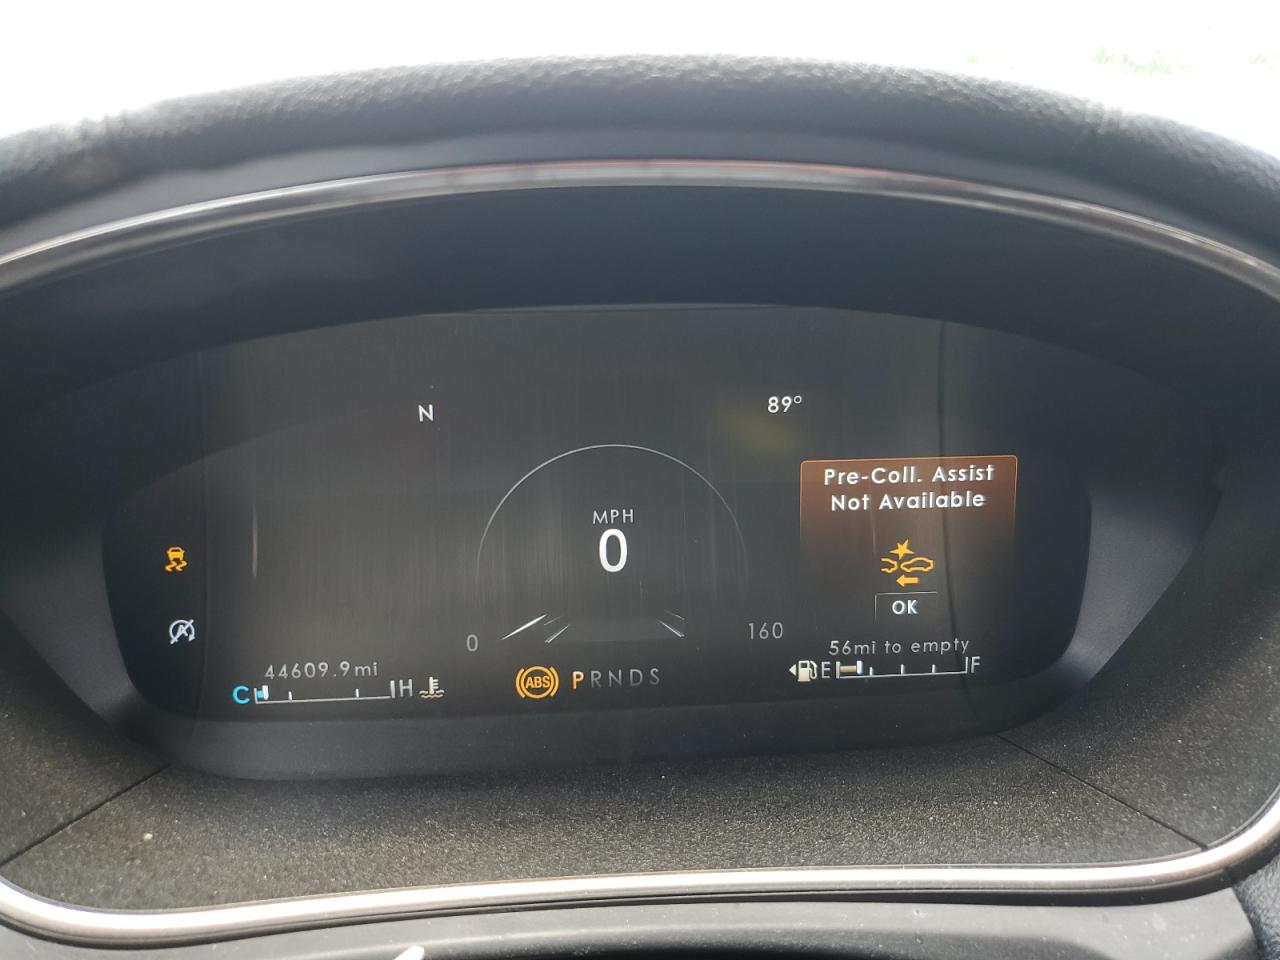 N
89°
Pre-Coll. Assist
Not Available
MPH
0
OK
0
160
56mi to empty
44609.9mi
C H
ABS
PRNDS
E F